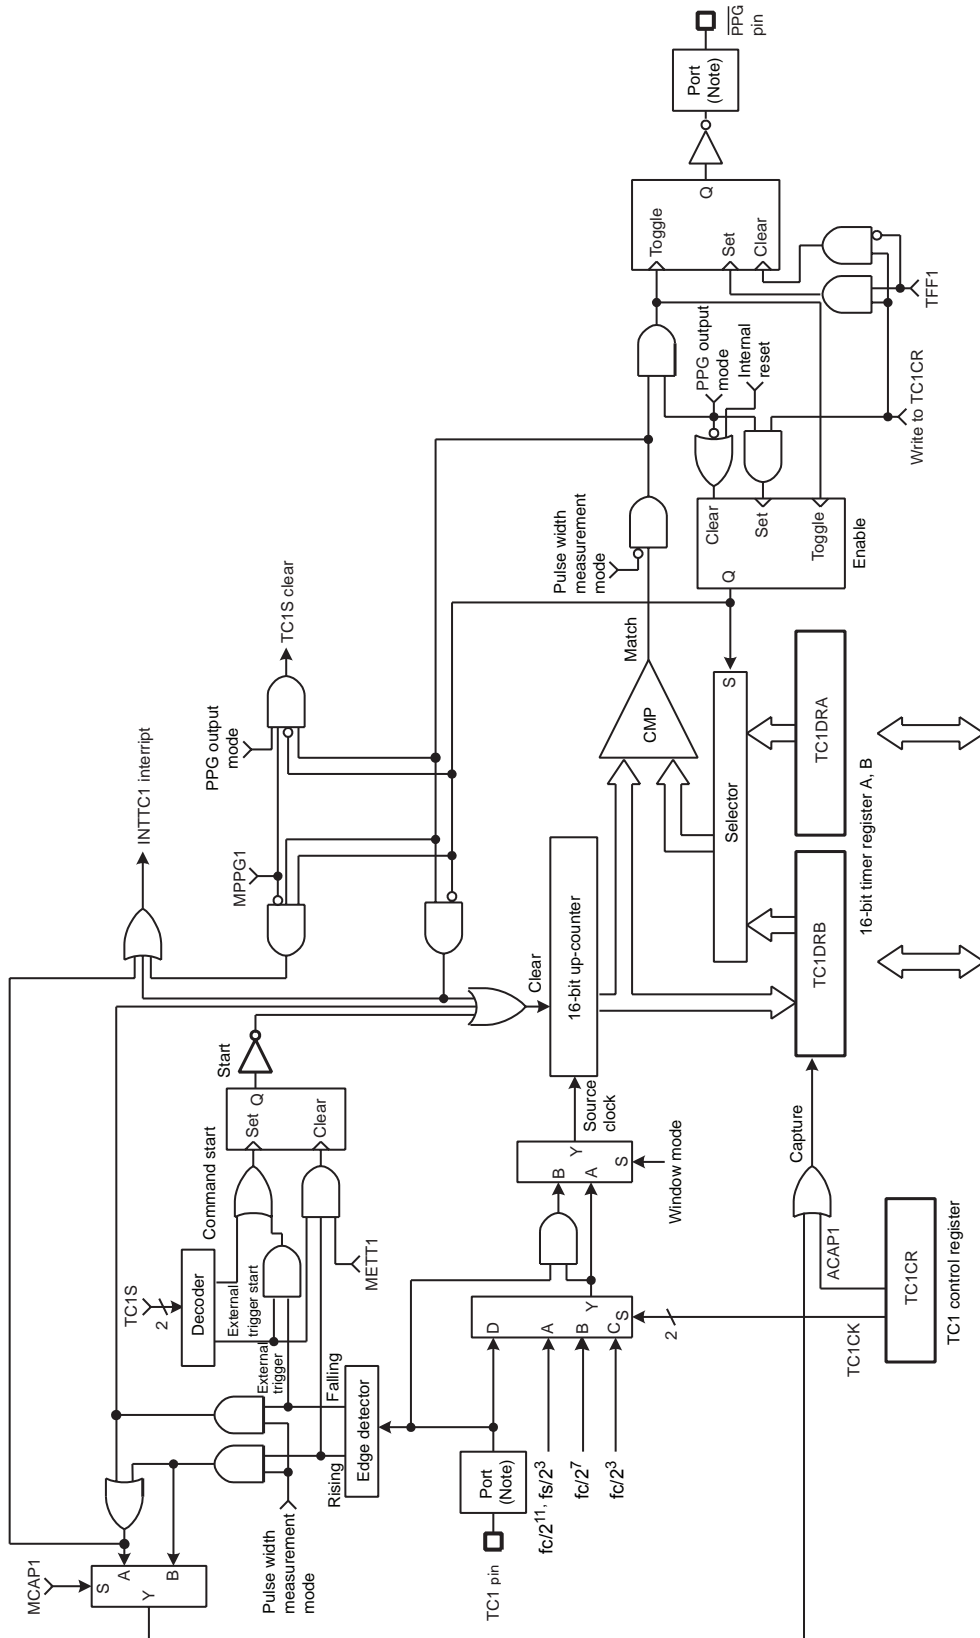 MCAP1
S
A
B
Y
Pulse width
measurement
mode
Rising
Falling
Edge detector
External
trigger
TC1S
2
Decoder
External
trigger start
Command start
METT1
Set
Q
Clear
Start
INTTC1 interript
MPPG1
PPG output
mode
TC1S clear
TC1 pin
Port
(Note)
fc/2¹¹, fs/2³
fc/2⁷
fc/2³
D
A
B
C
S
Y
B
A
Y
S
Window mode
Source
clock
Clear
16-bit up-counter
CMP
Match
Pulse width
measurement
mode
TC1CK
2
ACAP1
TC1CR
TC1 control register
Capture
TC1DRB
TC1DRA
16-bit timer register A, B
Selector
S
Q
Clear
Set
Toggle
Enable
PPG output
mode
Internal
reset
Write to TC1CR
TFF1
Toggle
Set
Clear
Q
Port
(Note)
PPG
pin